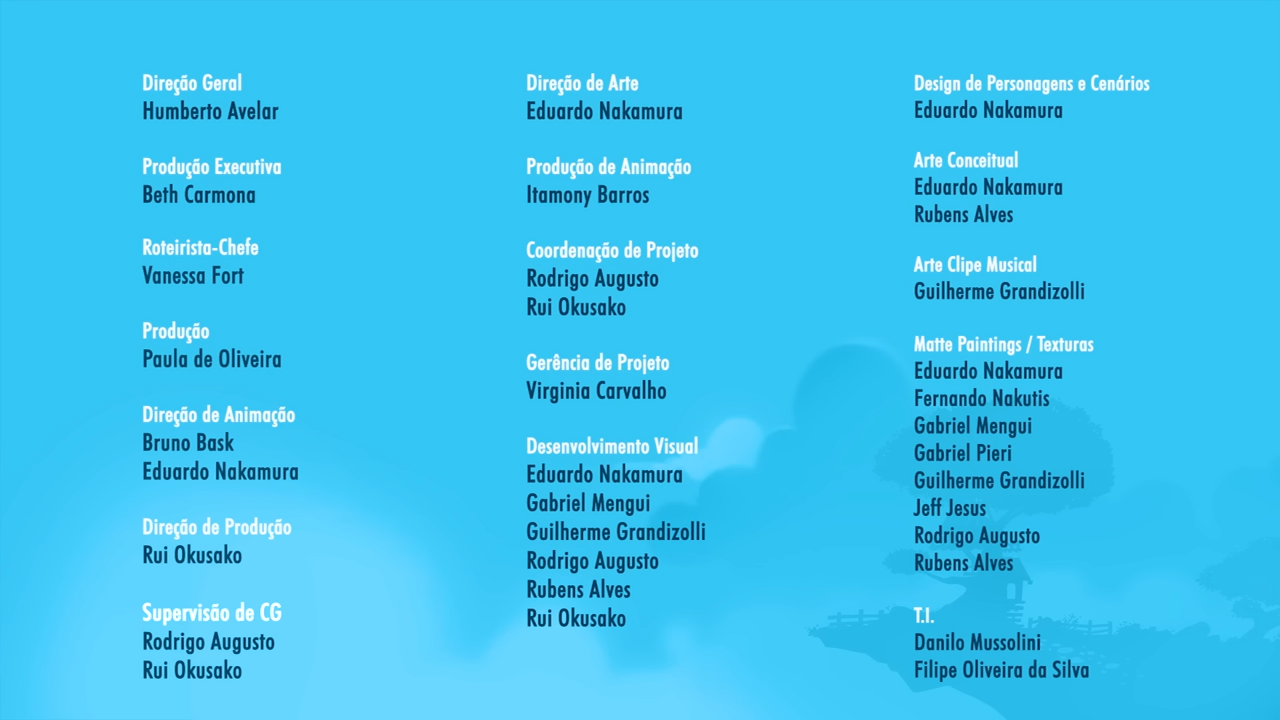 Direção Geral
Humberto Avelar
Produção Executiva
Beth Carmona
Roteirista-Chefe
Vanessa Fort
Produção
Paula de Oliveira
Direção de Animação
Bruno Bask
Eduardo Nakamura
Direção de Produção
Rui Okusako
Supervisão de CG
Rodrigo Augusto
Rui Okusako
Direção de Arte
Eduardo Nakamura
Produção de Animação
Itamony Barros
Coordenação de Projeto
Rodrigo Augusto
Rui Okusako
Gerência de Projeto
Virginia Carvalho
Desenvolvimento Visual
Eduardo Nakamura
Gabriel Mengui
Guilherme Grandizolli
Rodrigo Augusto
Rubens Alves
Rui Okusako
Design de Personagens e Cenários
Eduardo Nakamura
Arte Conceitual
Eduardo Nakamura
Rubens Alves
Arte Clipe Musical
Guilherme Grandizolli
Matte Paintings / Texturas
Eduardo Nakamura
Fernando Nakutis
Gabriel Mengui
Gabriel Pieri
Guilherme Grandizolli
Jeff Jesus
Rodrigo Augusto
Rubens Alves
T.I.
Danilo Mussolini
Filipe Oliveira da Silva